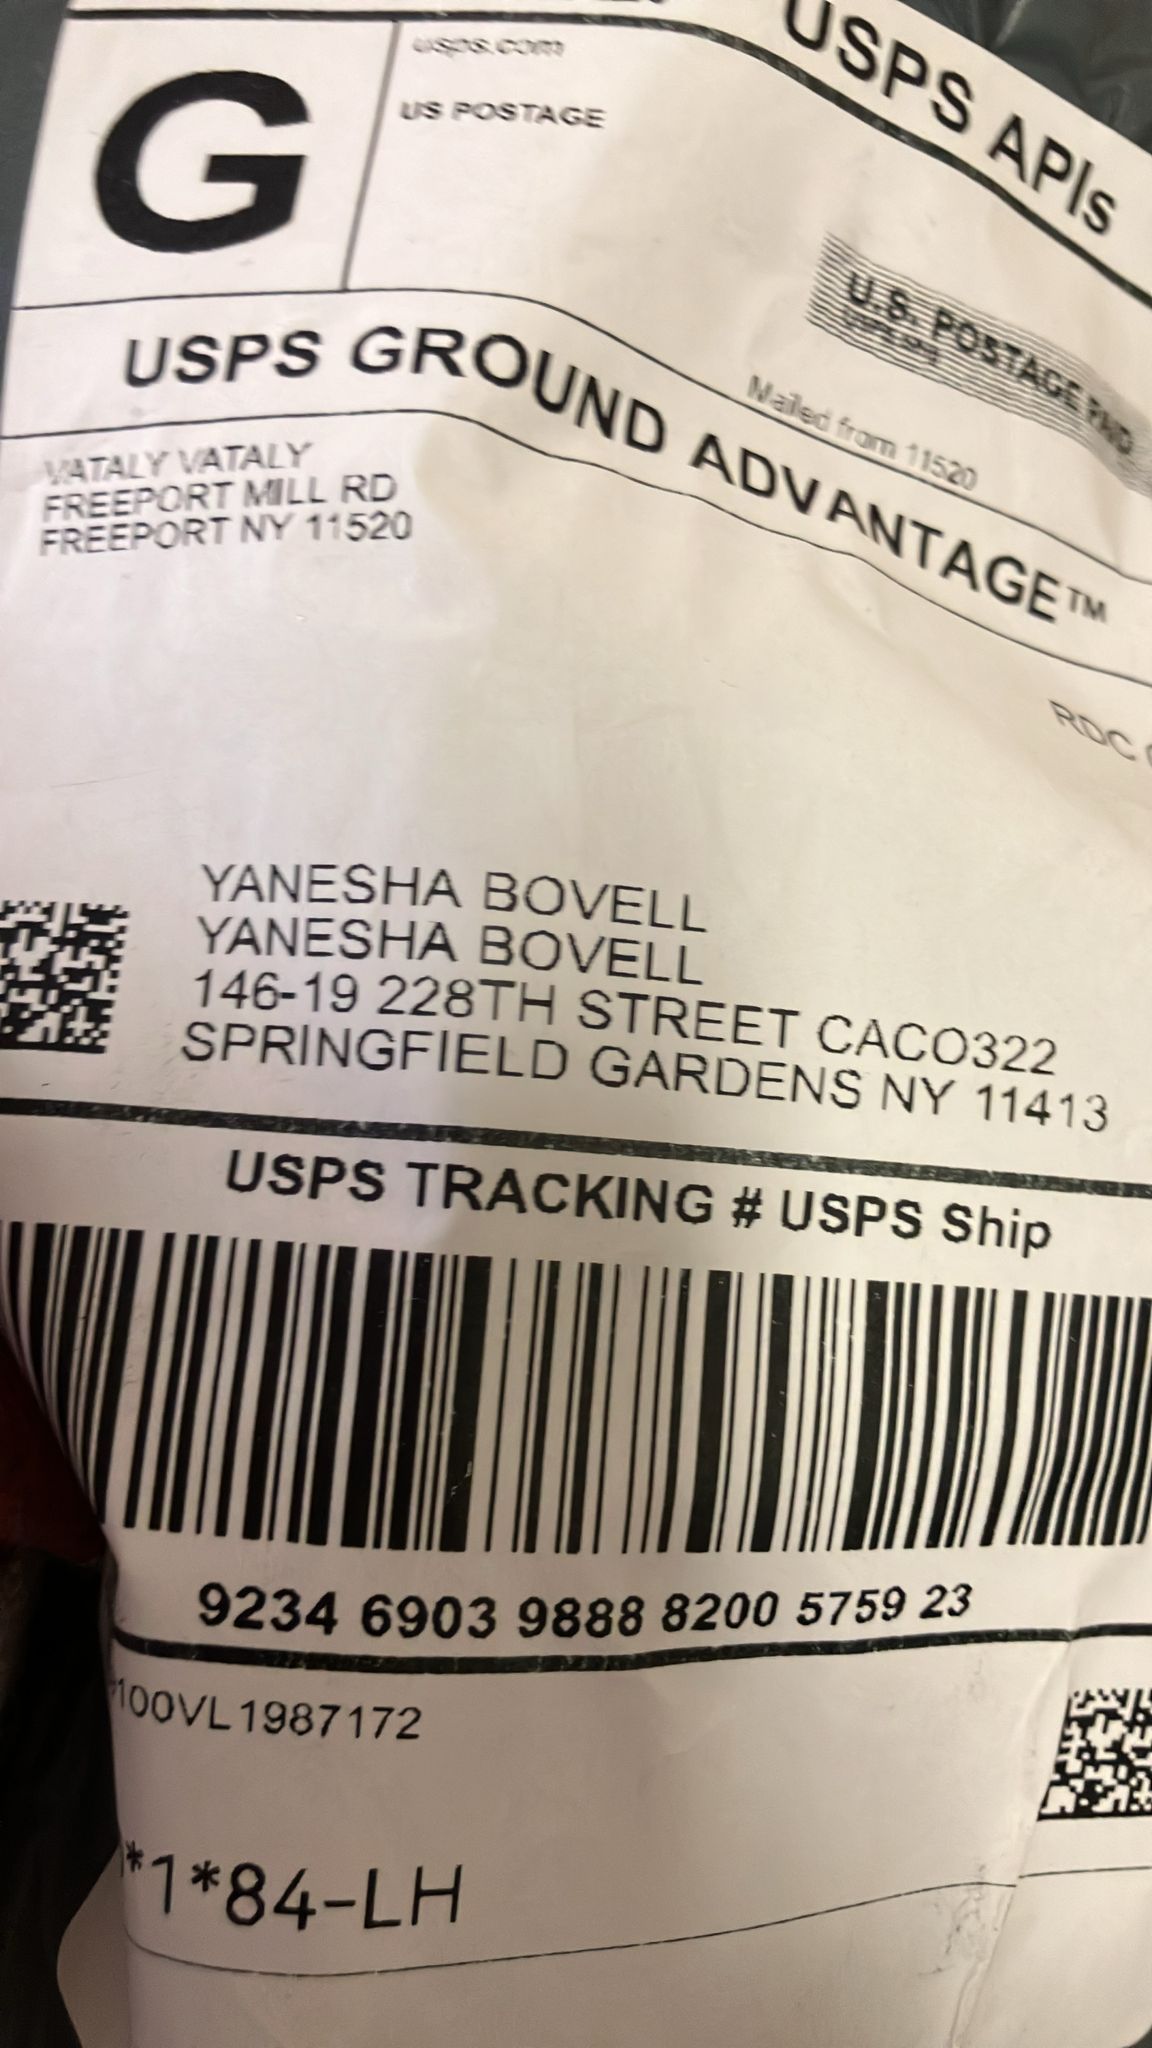 USPS APIs
G
usps.com
US POSTAGE
U.S. POSTAGE PAID
Mailed from 11520
USPS GROUND ADVANTAGE™
VATALY VATALY
FREEPORT MILL RD
FREEPORT NY 11520
RDC
YANESHA BOVELL
YANESHA BOVELL
146-19 228TH STREET CACO322
SPRINGFIELD GARDENS NY 11413
USPS TRACKING # USPS Ship
9234 6903 9888 8200 5759 23
100VL1987172
*1*84-LH